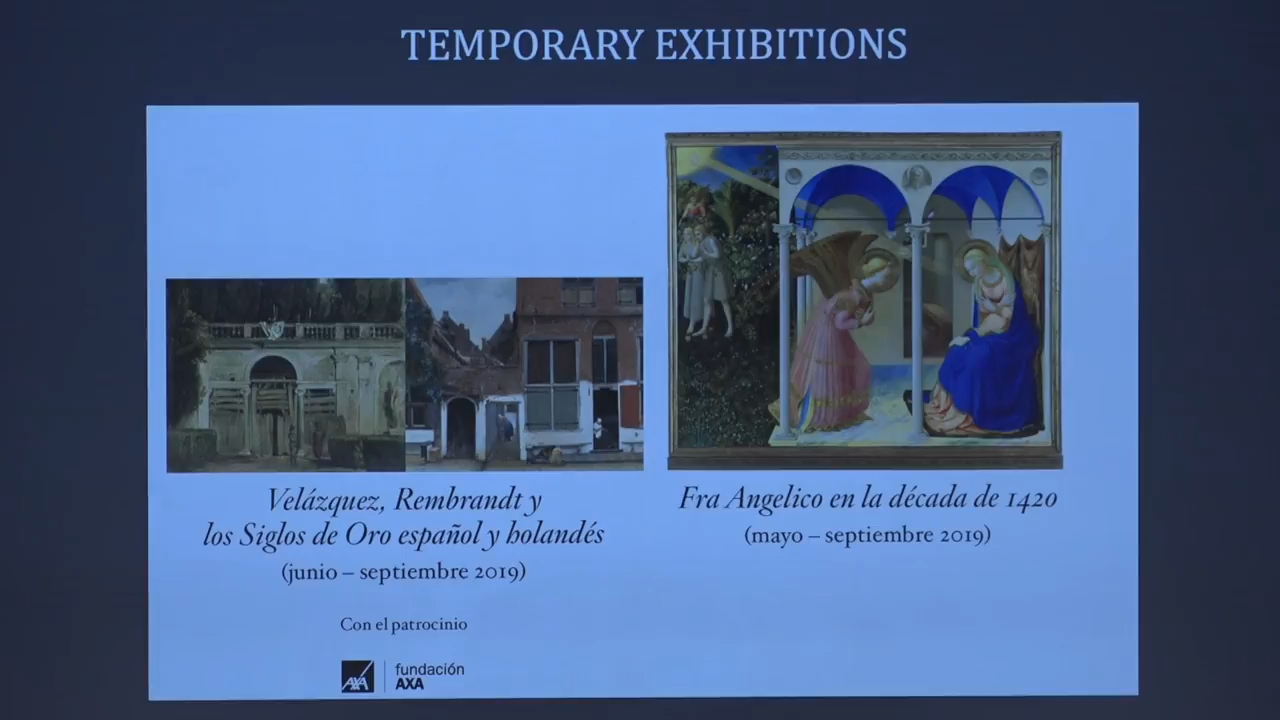 TEMPORARY EXHIBITIONS
Velázquez, Rembrandt y
los Siglos de Oro español y holandés
(junio – septiembre 2019)
Con el patrocinio
AXA
fundación
AXA
Fra Angelico en la década de 1420
(mayo – septiembre 2019)